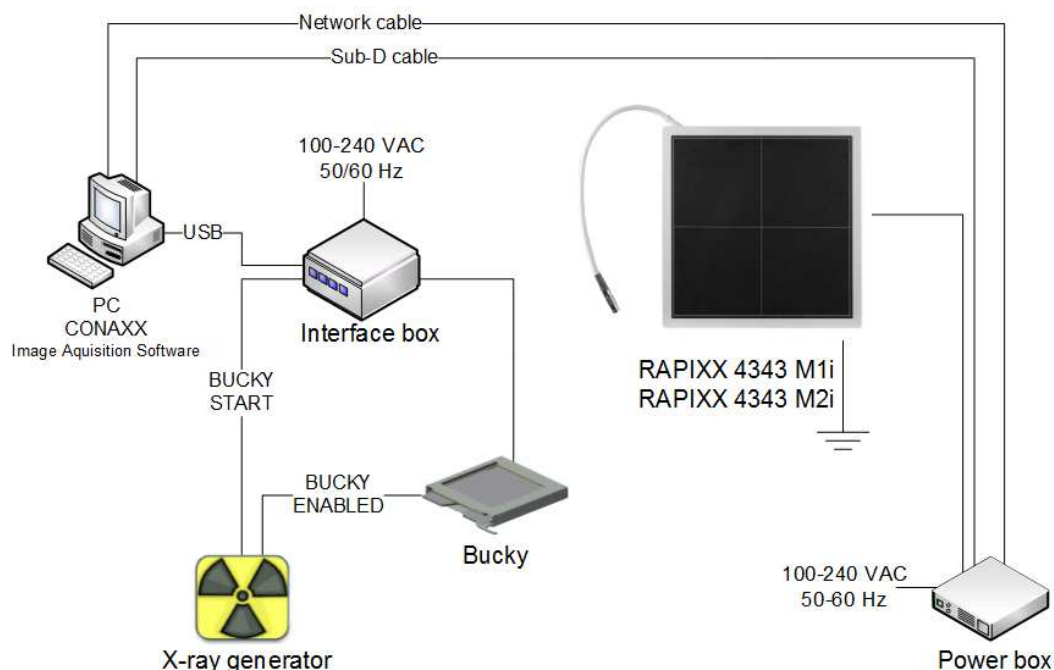 Network cable
Sub-D cable
100-240 VAC
50/60 Hz
USB
PC
CONAXX
Image Aquisition Software
Interface box
RAPIXX 4343 M1i
RAPIXX 4343 M2i
BUCKY
START
BUCKY
ENABLED
Bucky
100-240 VAC
50-60 Hz
X-ray generator
Power box